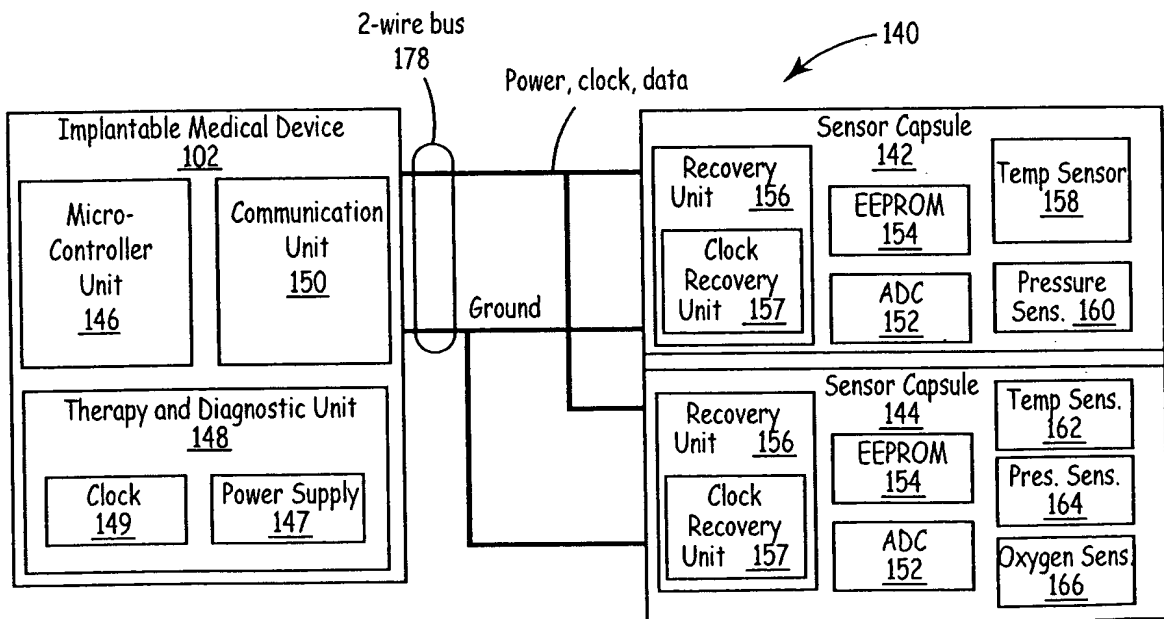 2-wire bus
178
140
Power, clock, data
Implantable Medical Device
102
Micro-
Controller
Unit
146
Communication
Unit
150
Therapy and Diagnostic Unit
148
Clock
149
Power Supply
147
Ground
Sensor Capsule
142
Recovery
Unit 156
Clock
Recovery
Unit 157
EEPROM
154
ADC
152
Temp Sensor
158
Pressure
Sens. 160
Sensor Capsule
144
Recovery
Unit 156
Clock
Recovery
Unit 157
EEPROM
154
ADC
152
Temp Sens.
162
Pres. Sens.
164
Oxygen Sens.
166